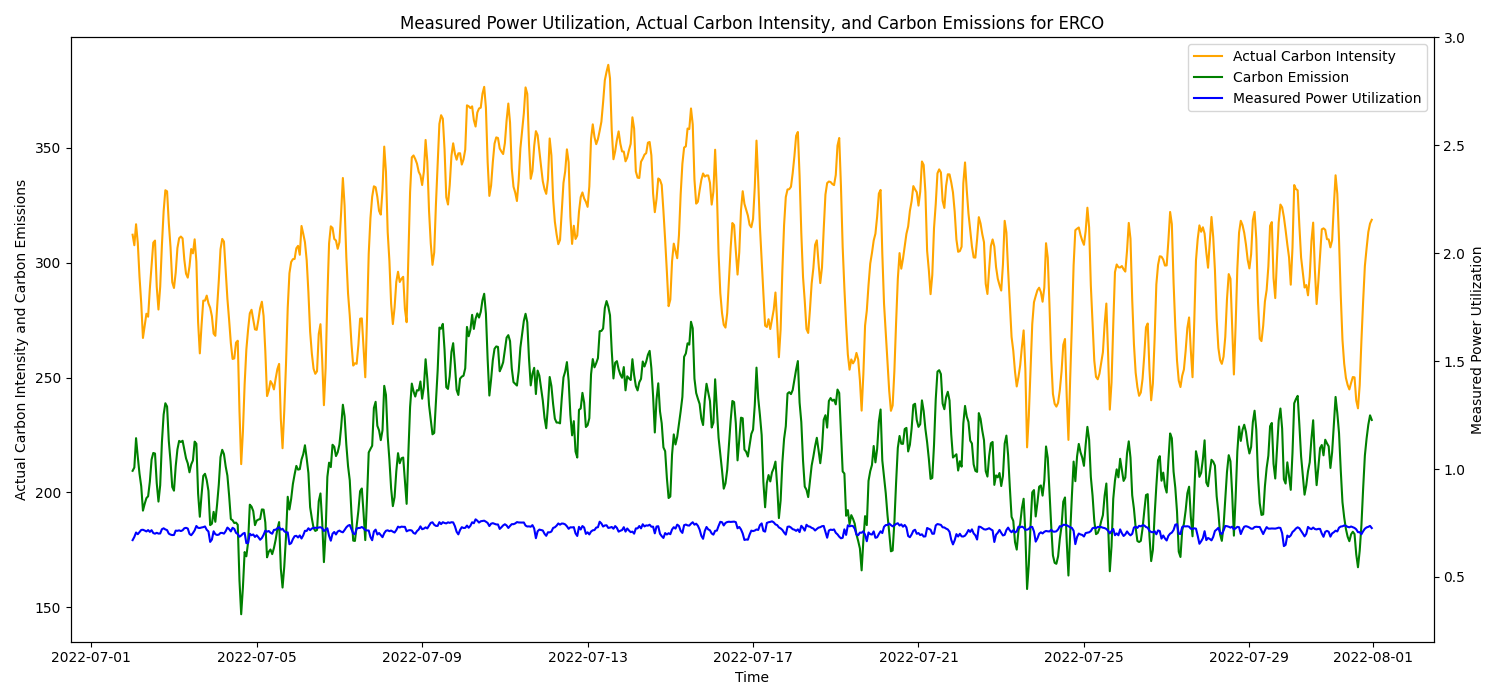 Measured Power Utilization, Actual Carbon Intensity, and Carbon Emissions for ERCO
Actual Carbon Intensity
Carbon Emission
Measured Power Utilization
Actual Carbon Intensity and Carbon Emissions
350
300
250
200
150
3.0
2.5
2.0
1.5
1.0
0.5
Measured Power Utilization
2022-07-01 2022-07-05 2022-07-09 2022-07-13 2022-07-17 2022-07-21 2022-07-25 2022-07-29 2022-08-01
Time